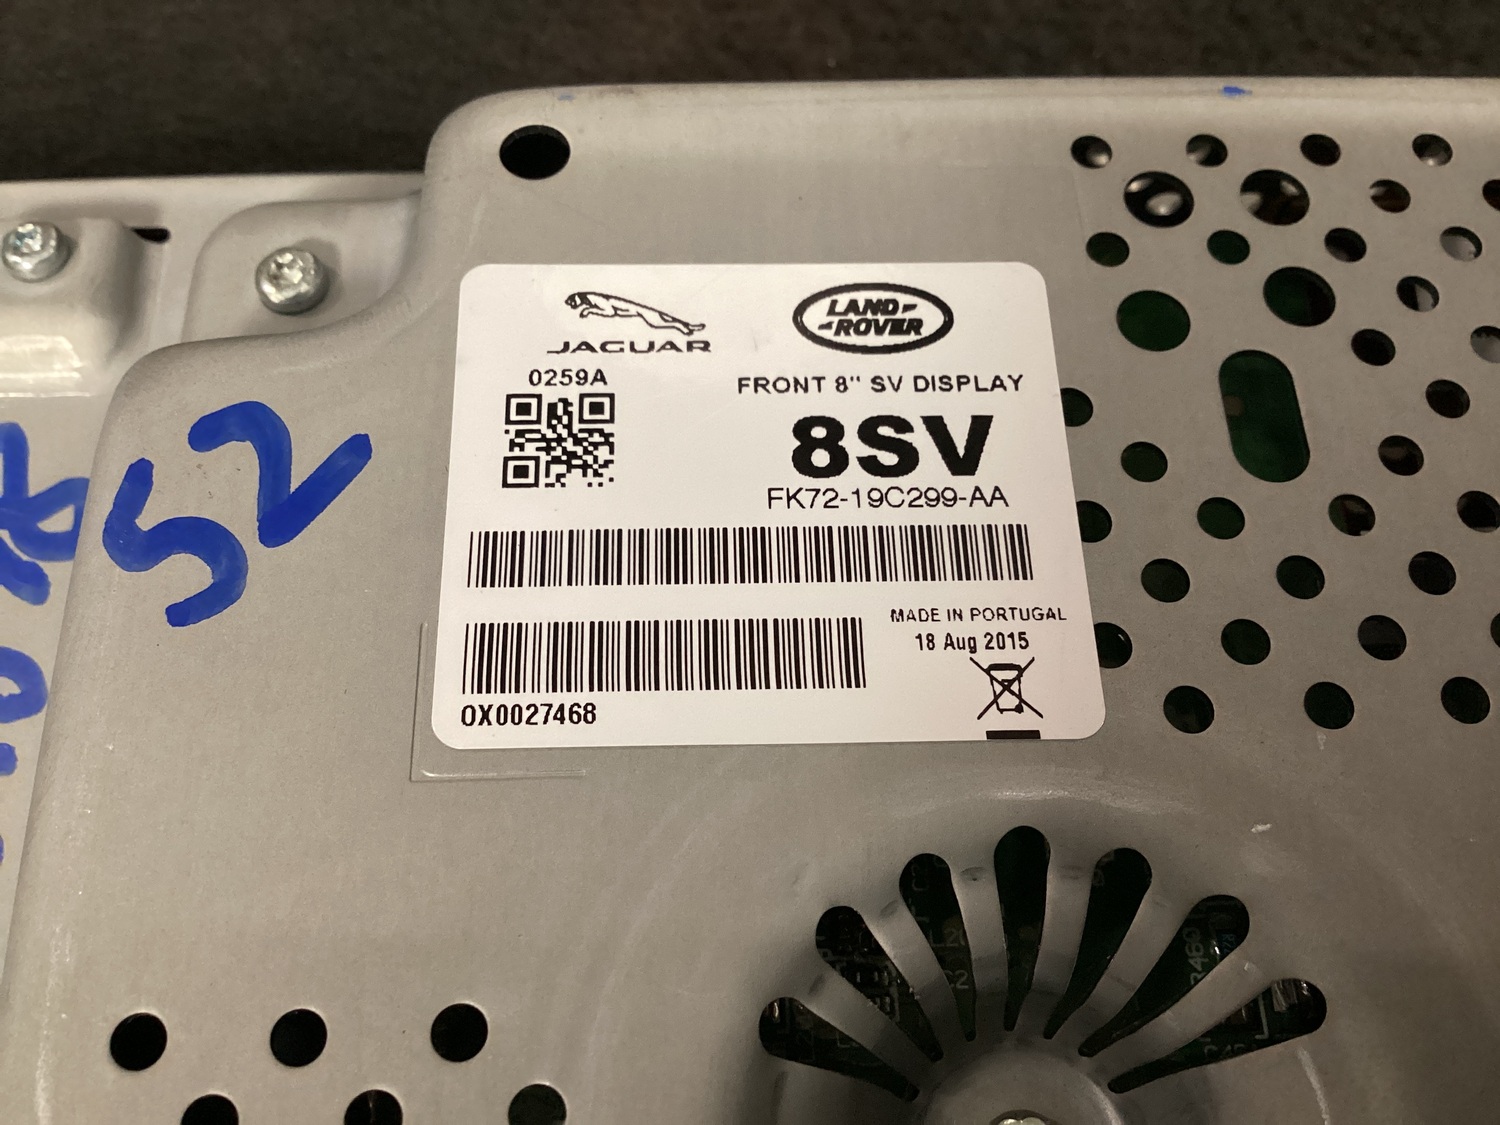 52
JAGUAR
LAND
ROVER
0259A
FRONT 8" SV DISPLAY
8SV
FK72-19C299-AA
MADE IN PORTUGAL
18 Aug 2015
0X0027468